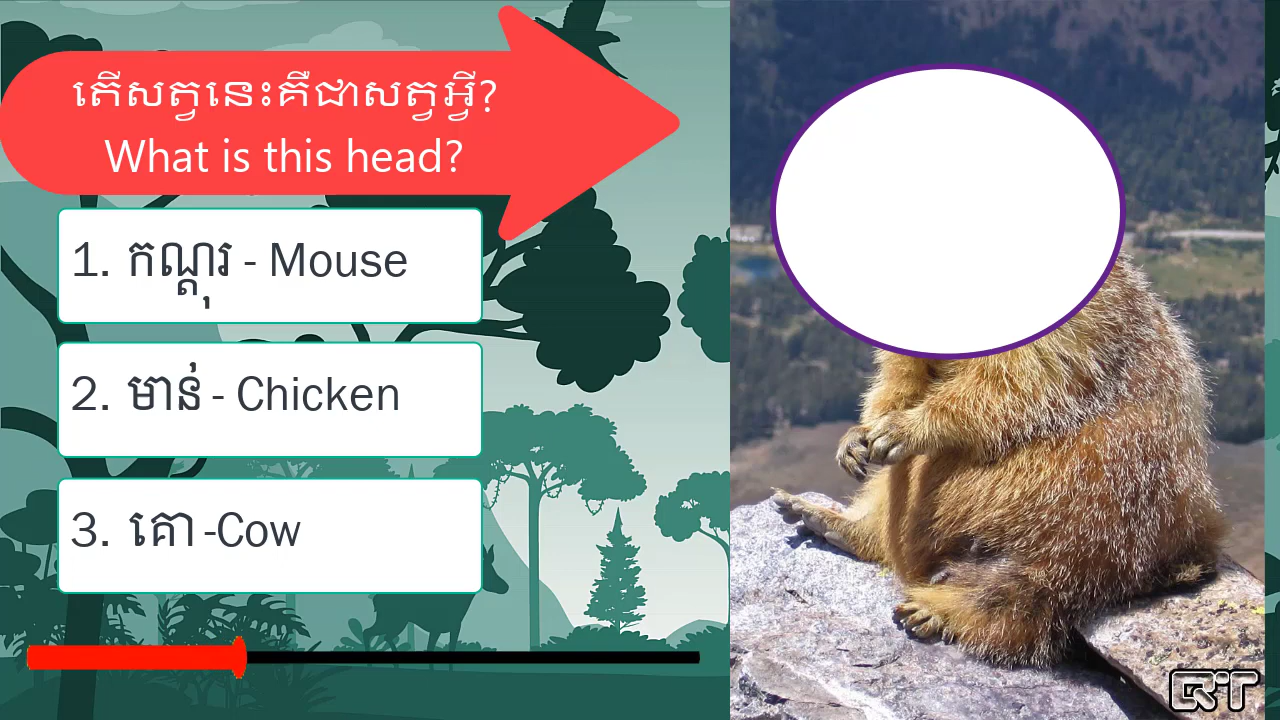 តើសត្វនេះគឺជាសត្វអ្វី?
What is this head?
1. កណ្ដុរ - Mouse
2. មាន់ - Chicken
3. គោ -Cow